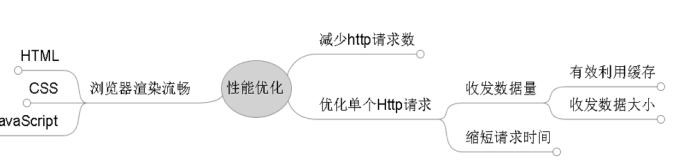 减少http请求数
HTML
有效利用缓存
CSS
浏览器渲染流畅
性能优化
收发数据量
优化单个Http请求
收发数据大小
avaScript
缩短请求时间